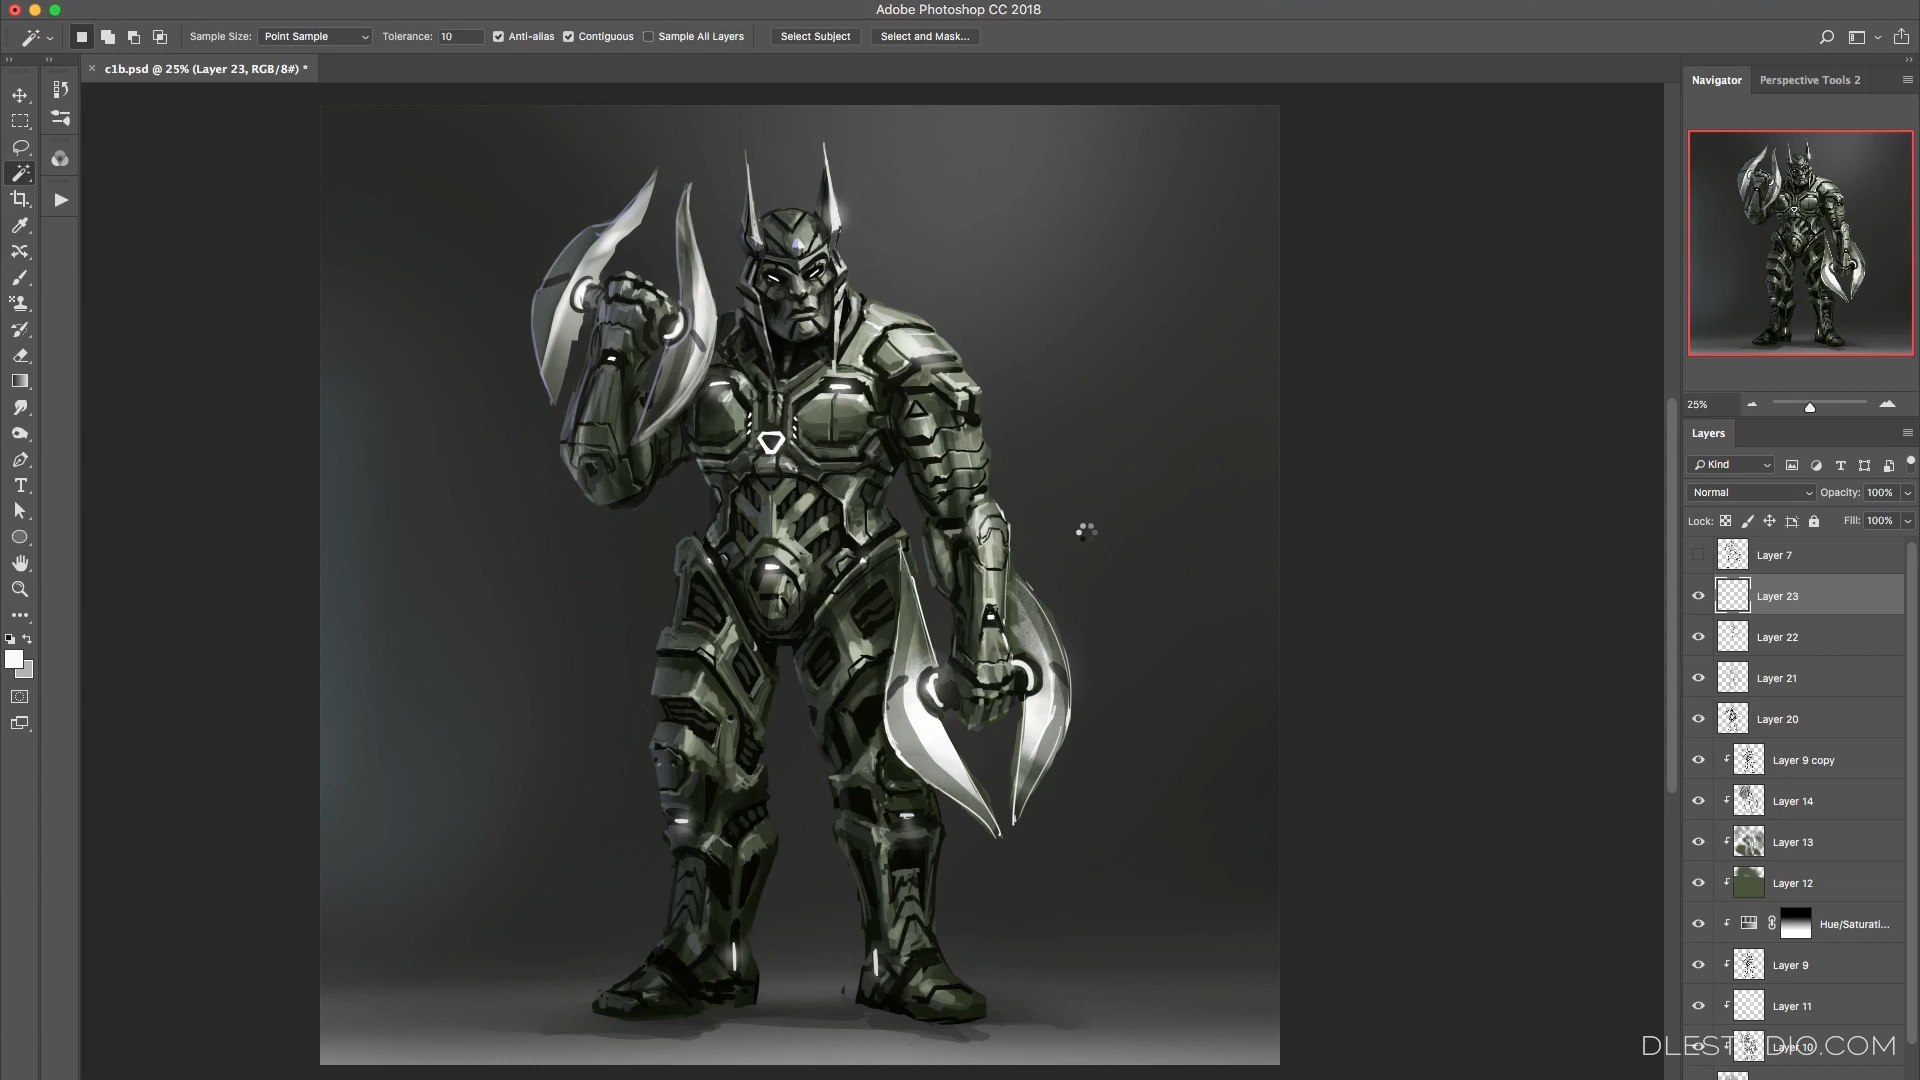 Adobe Photoshop CC 2018
Sample Size: Point Sample Tolerance: 10 Anti-alias Contiguous Sample All Layers Select Subject Select and Mask...
c1b.psd @ 25% (Layer 23, RGB/8#) *
Navigator Perspective Tools 2
25%
Layers
Kind
Normal Opacity: 100%
Lock: Fill: 100%
Layer 7
Layer 23
Layer 22
Layer 21
Layer 20
Layer 9 copy
Layer 14
Layer 13
Layer 12
Hue/Saturati...
Layer 9
Layer 11
Layer 10
DLESTUDIO.COM